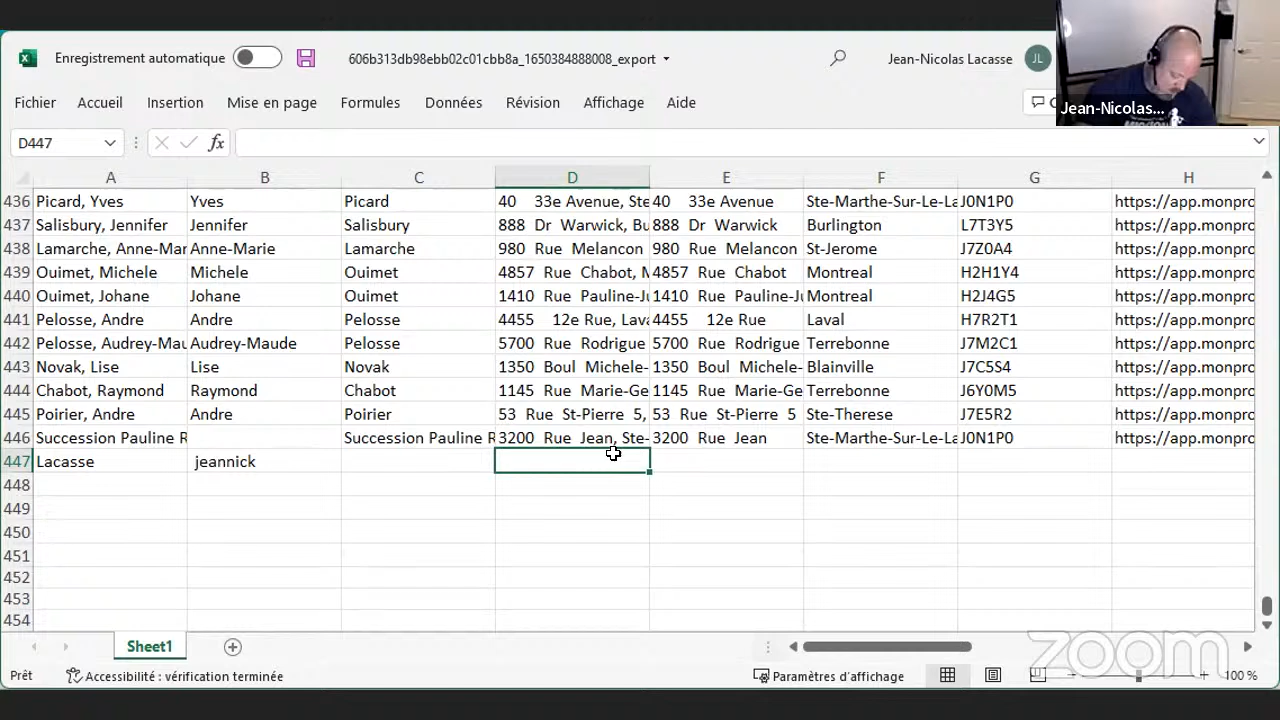 Enregistrement automatique 606b313db98ebb02c01cbb8a_1650384888008_export Jean-Nicolas Lacasse JL
Fichier Accueil Insertion Mise en page Formules Données Révision Affichage Aide
Jean-Nicolas...
D447 fx
A B C D E F G H
436 Picard, Yves Yves Picard 40 33e Avenue, Ste 40 33e Avenue Ste-Marthe-Sur-Le-La J0N1P0 https://app.monpro
437 Salisbury, Jennifer Jennifer Salisbury 888 Dr Warwick, Bu 888 Dr Warwick Burlington L7T3Y5 https://app.monpro
438 Lamarche, Anne-Mar Anne-Marie Lamarche 980 Rue Melancon 980 Rue Melancon St-Jerome J7Z0A4 https://app.monpro
439 Ouimet, Michele Michele Ouimet 4857 Rue Chabot, M 4857 Rue Chabot Montreal H2H1Y4 https://app.monpro
440 Ouimet, Johane Johane Ouimet 1410 Rue Pauline-Ju 1410 Rue Pauline-Ju Montreal H2J4G5 https://app.monpro
441 Pelosse, Andre Andre Pelosse 4455 12e Rue, Lava 4455 12e Rue Laval H7R2T1 https://app.monpro
442 Pelosse, Audrey-Mau Audrey-Maude Pelosse 5700 Rue Rodrigue 5700 Rue Rodrigue Terrebonne J7M2C1 https://app.monpro
443 Novak, Lise Lise Novak 1350 Boul Michele- 1350 Boul Michele- Blainville J7C5S4 https://app.monpro
444 Chabot, Raymond Raymond Chabot 1145 Rue Marie-Ge 1145 Rue Marie-Ge Terrebonne J6Y0M5 https://app.monpro
445 Poirier, Andre Andre Poirier 53 Rue St-Pierre 5, 53 Rue St-Pierre 5 Ste-Therese J7E5R2 https://app.monpro
446 Succession Pauline R Succession Pauline R 3200 Rue Jean, Ste- 3200 Rue Jean Ste-Marthe-Sur-Le-La J0N1P0 https://app.monpro
447 Lacasse jeannick
448
449
450
451
452
453
454
Sheet1
zoom
Prêt Accessibilité : vérification terminée Paramètres d'affichage 100 %